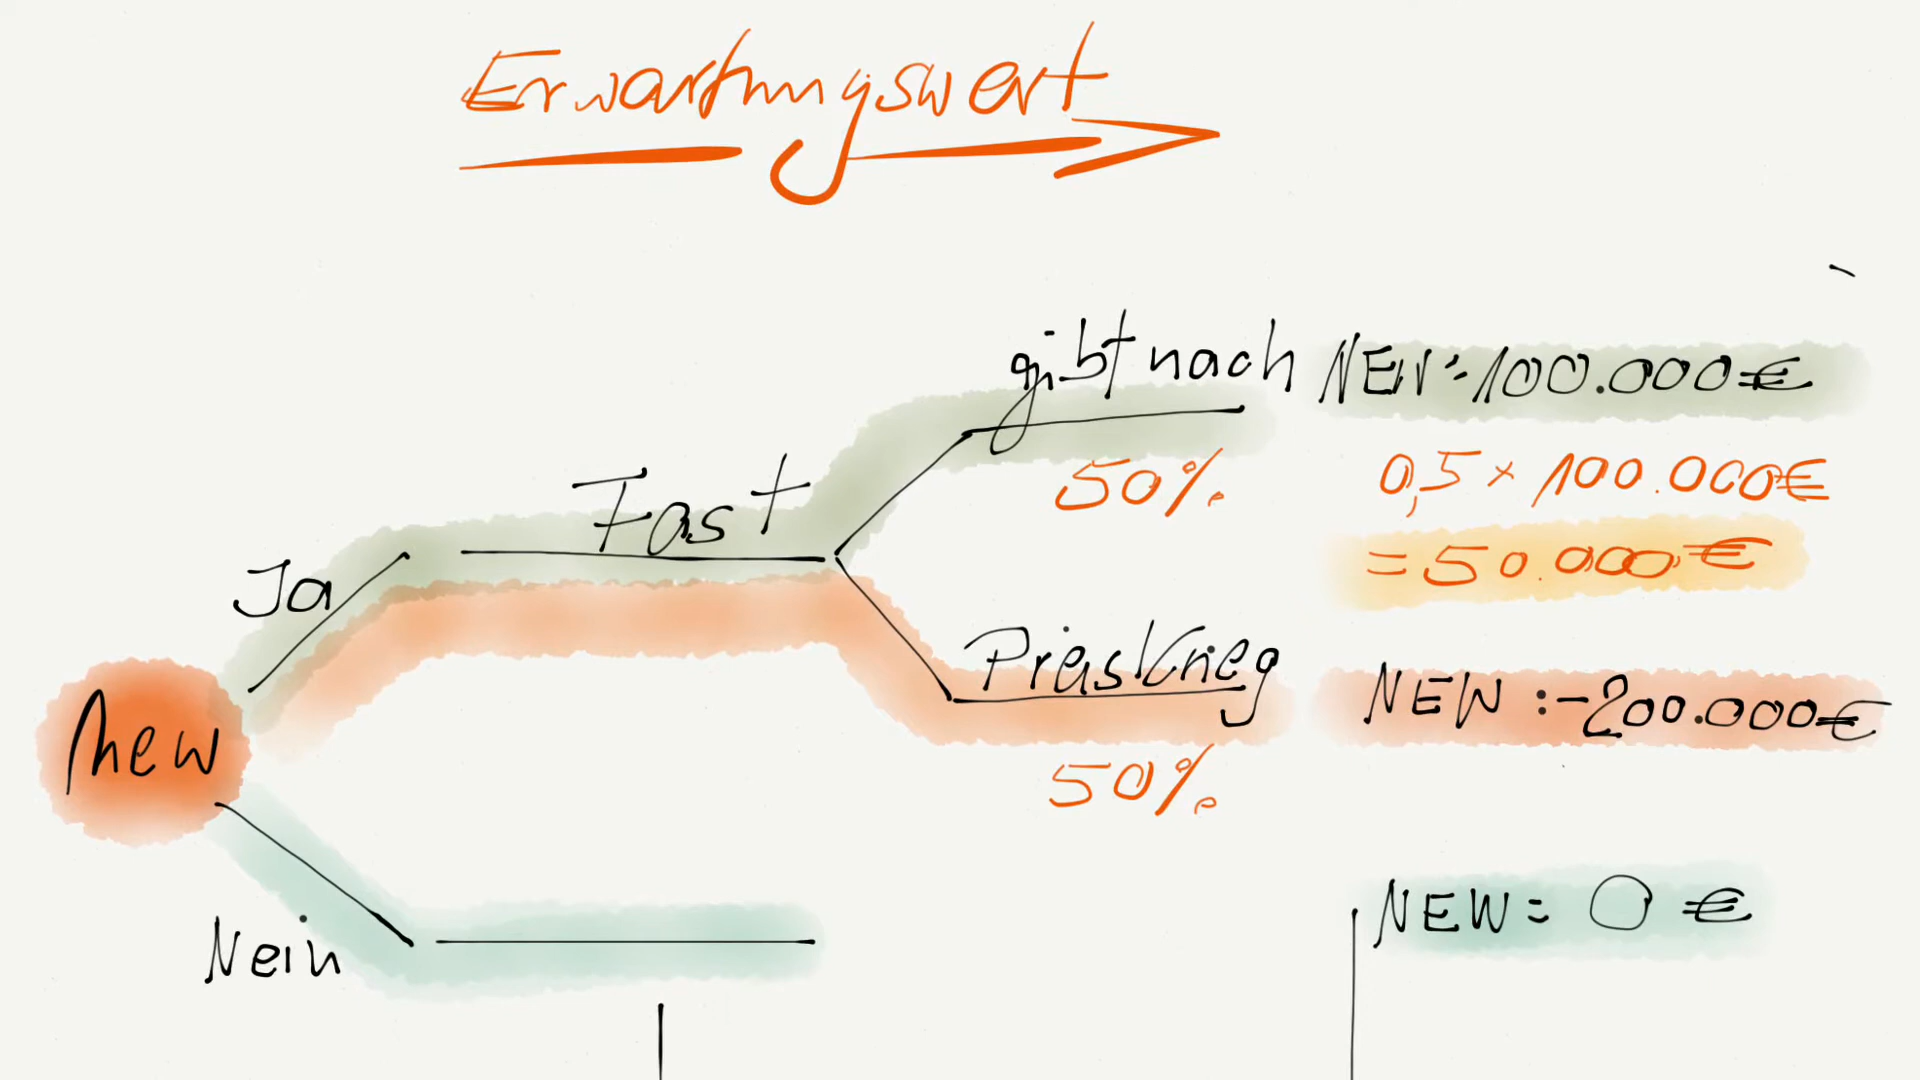 Erwartungswert
gibt nach
NEW: 100.000 €
50%
0,5 x 100.000 €
= 50.000 €
Fast
Ja
Preiskrieg
NEW : -200.000 €
50%
new
Nein
NEW = 0 €